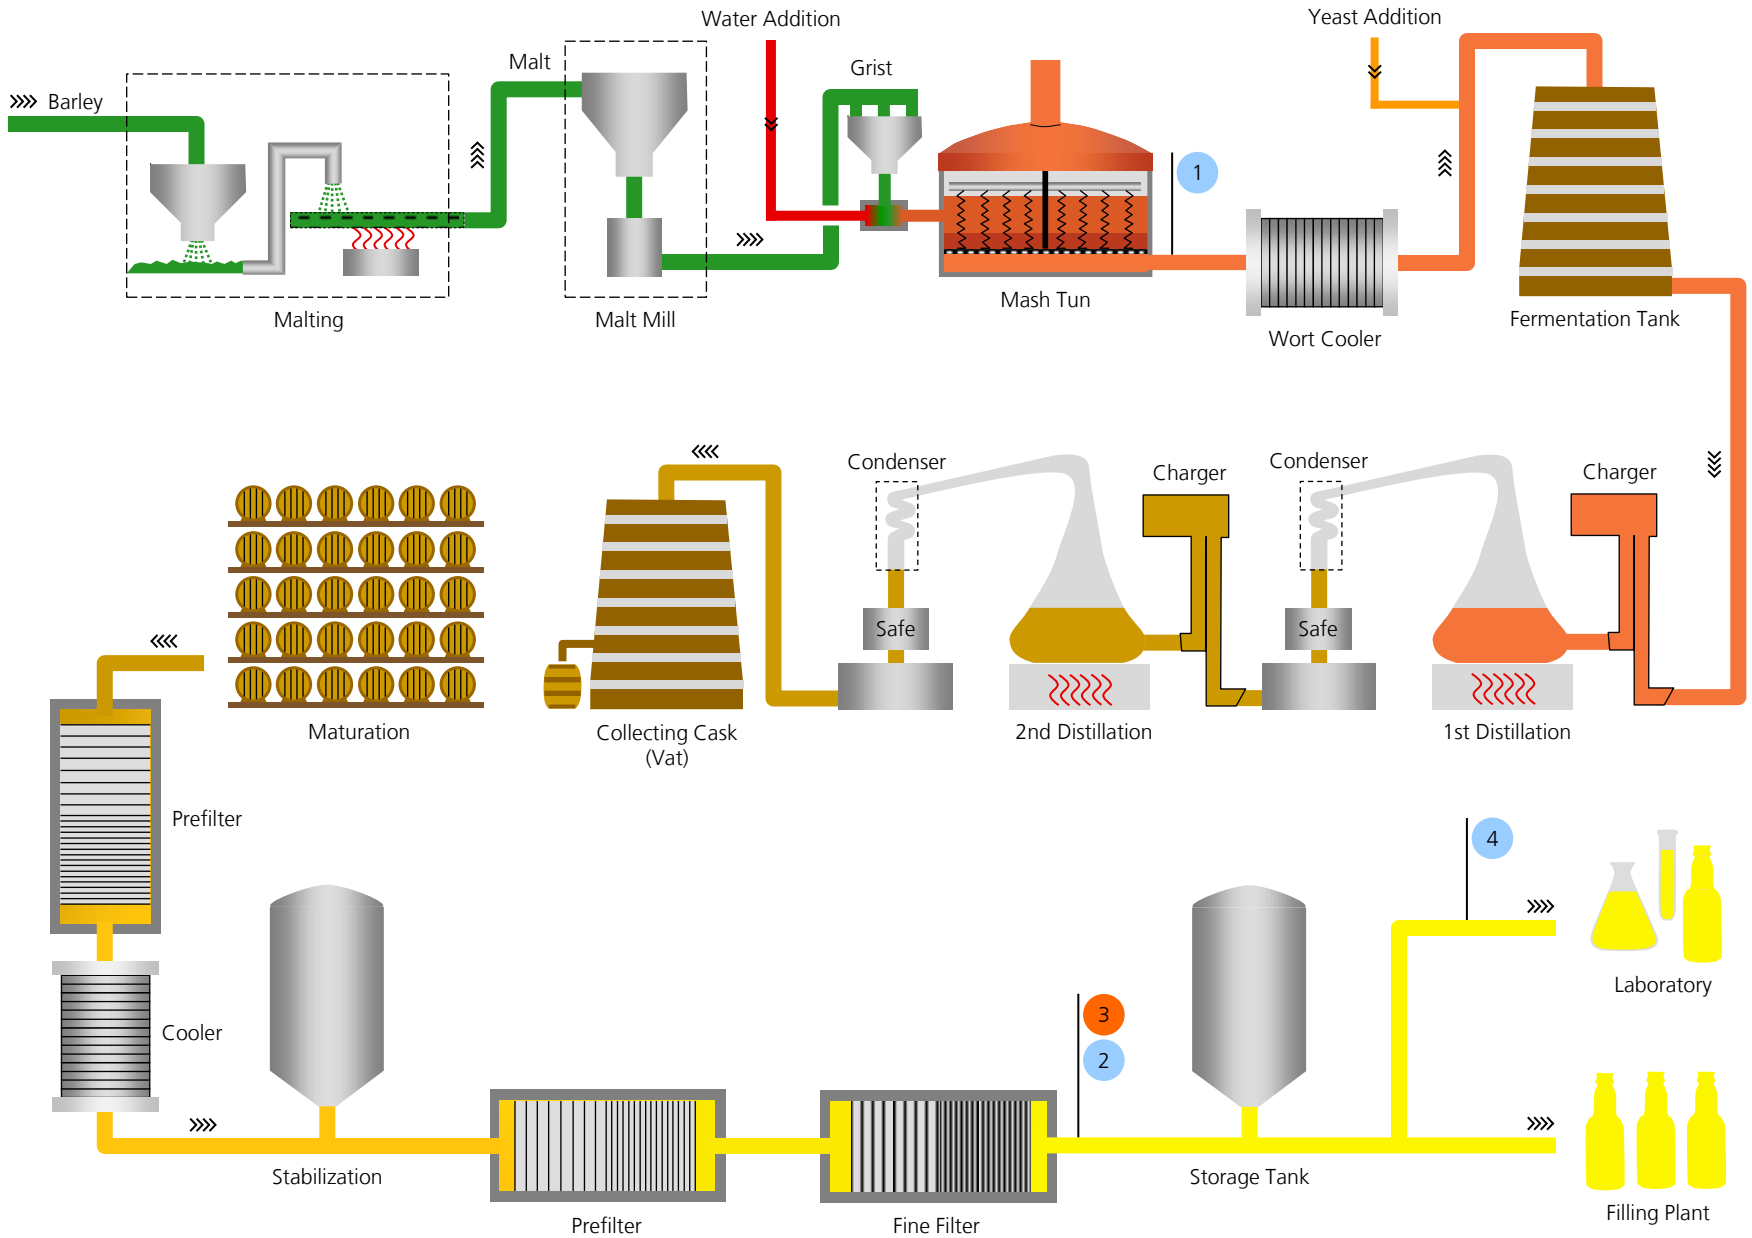 Water Addition
Yeast Addition
Malt
Grist
Barley
1
Malting
Malt Mill
Mash Tun
Wort Cooler
Fermentation Tank
Condenser
Charger
Condenser
Charger
Safe
Safe
Maturation
Collecting Cask
(Vat)
2nd Distillation
1st Distillation
Prefilter
4
Laboratory
Cooler
3
2
Stabilization
Storage Tank
Prefilter
Fine Filter
Filling Plant